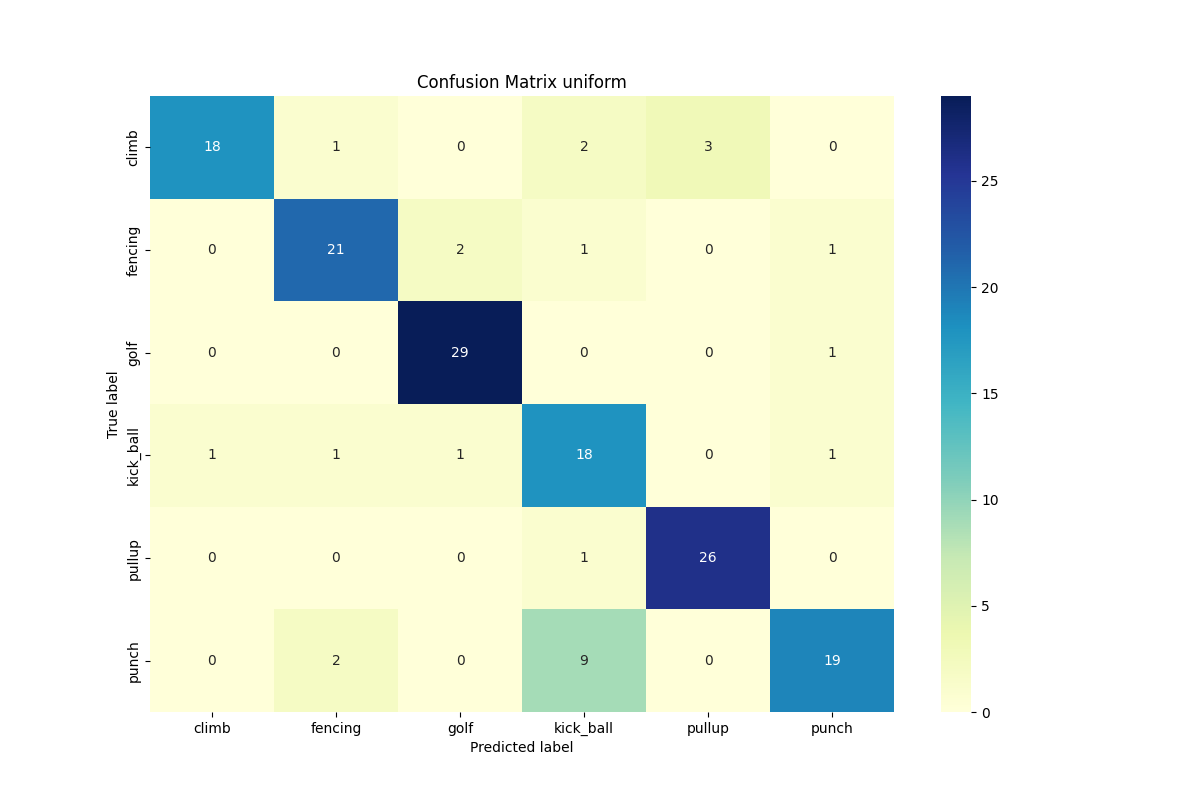 Confusion Matrix uniform
True label
climb 18 1 0 2 3 0
fencing 0 21 2 1 0 1
golf 0 0 29 0 0 1
kick_ball 1 1 1 18 0 1
pullup 0 0 0 1 26 0
punch 0 2 0 9 0 19
climb fencing golf kick_ball pullup punch
Predicted label
25
20
15
10
5
0